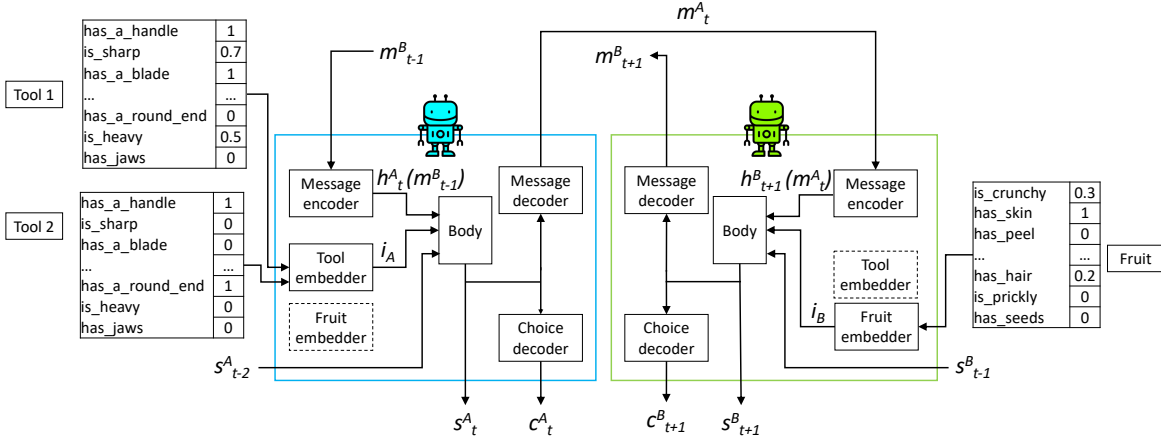 has_a_handle 1
is_sharp 0.7
has_a_blade 1
... ...
has_a_round_end 0
is_heavy 0.5
has_jaws 0
Tool 1
has_a_handle 1
is_sharp 0
has_a_blade 0
... ...
has_a_round_end 1
is_heavy 0
has_jaws 0
Tool 2
m^B_{t-1}
m^A_t
m^B_{t+1}
Message encoder
h^A_t(m^B_{t-1})
Message decoder
Body
Tool embedder
i_A
Fruit embedder
Choice decoder
s^A_{t-2}
s^A_t
c^A_t
Message decoder
h^B_{t+1}(m^A_t)
Message encoder
Body
Tool embedder
i_B
Fruit embedder
Choice decoder
s^B_{t-1}
c^B_{t+1}
s^B_{t+1}
is_crunchy 0.3
has_skin 1
has_peel 0
... ...
has_hair 0.2
is_prickly 0
has_seeds 0
Fruit